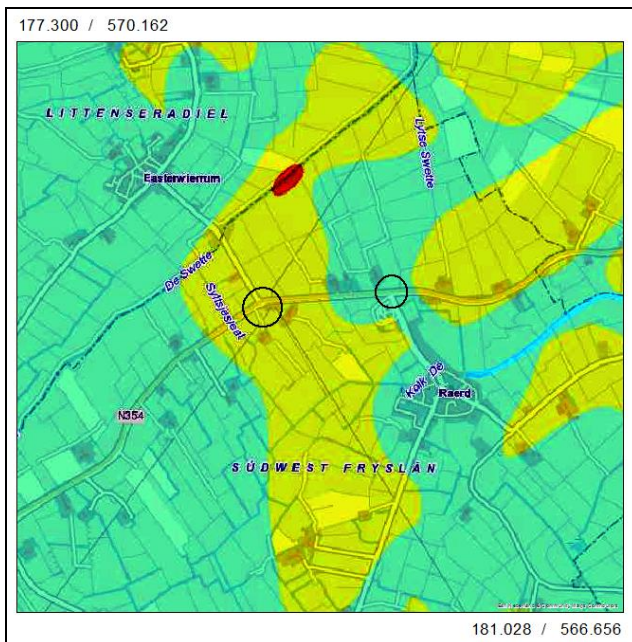 177.300 / 570.162
LITTENSERADIEL
Lytse Swette
Easterwierrum
De Swette
Syltsjesleat
Kolk, De
Raerd
N354
SÚDWEST FRYSLÂN
181.028 / 566.656